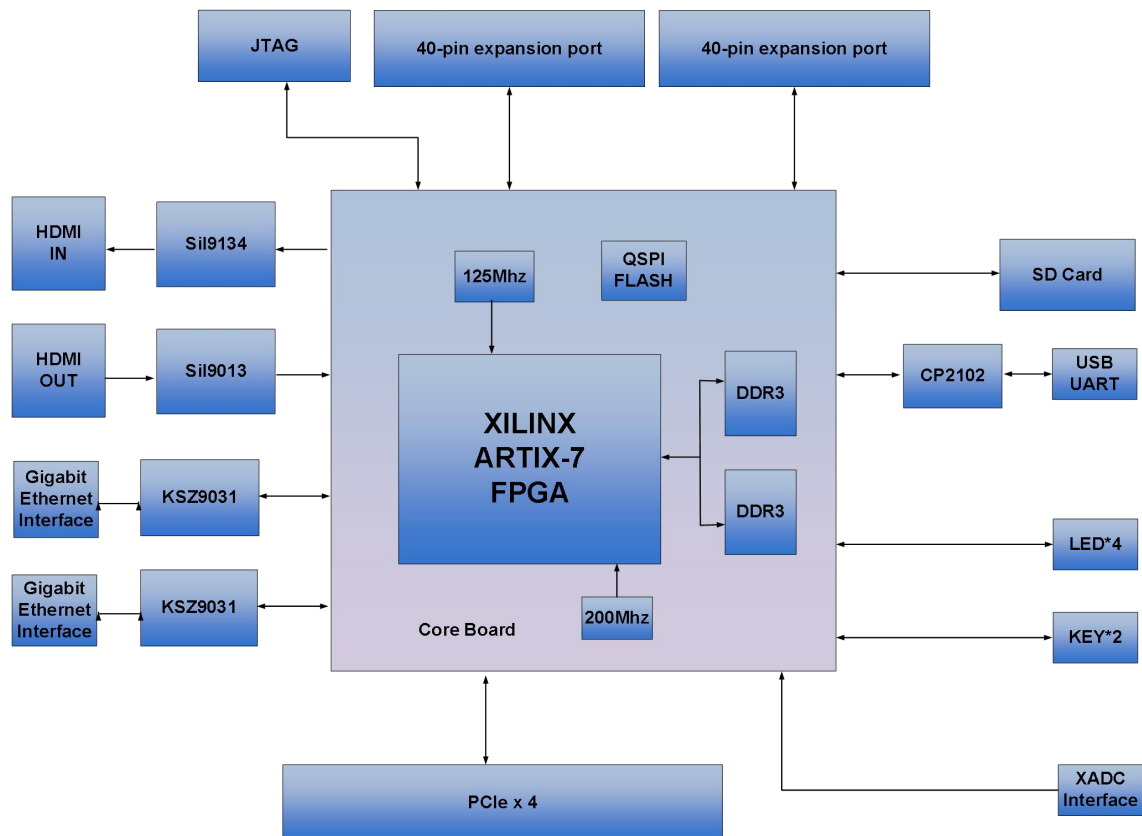 JTAG
40-pin expansion port
40-pin expansion port
HDMI
IN
Sil9134
125Mhz
QSPI
FLASH
SD Card
HDMI
OUT
Sil9013
XILINX
ARTIX-7
FPGA
DDR3
CP2102
USB
UART
Gigabit
Ethernet
Interface
KSZ9031
DDR3
LED*4
Gigabit
Ethernet
Interface
KSZ9031
Core Board
200Mhz
KEY*2
PCIe x 4
XADC
Interface